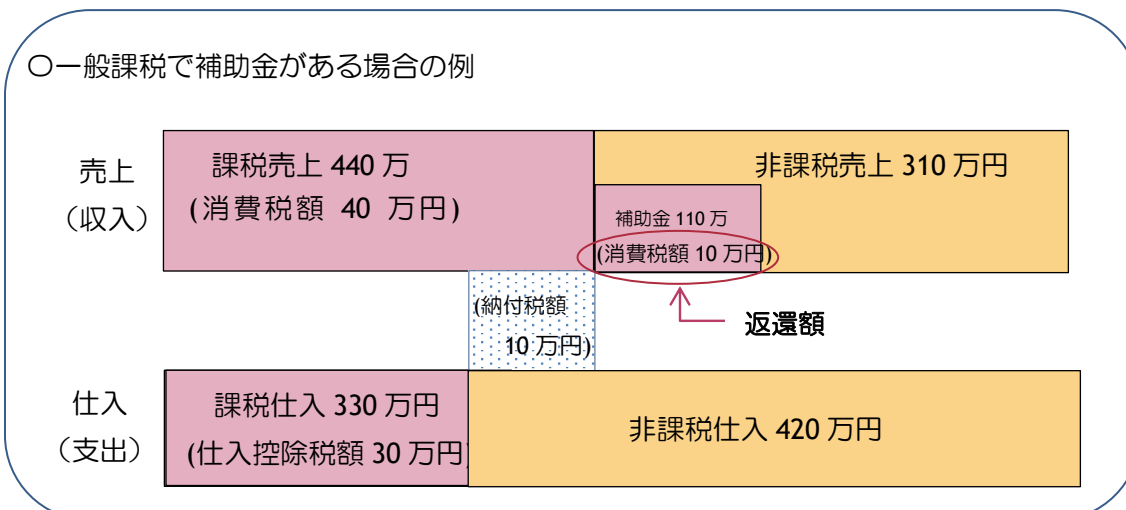 〇一般課税で補助金がある場合の例
売上
（収入）
課税売上 440 万
(消費税額 40 万円)
非課税売上 310 万円
補助金 110 万
(消費税額 10 万円)
(納付税額
10 万円)
返還額
仕入
（支出）
課税仕入 330 万円
(仕入控除税額 30 万円)
非課税仕入 420 万円